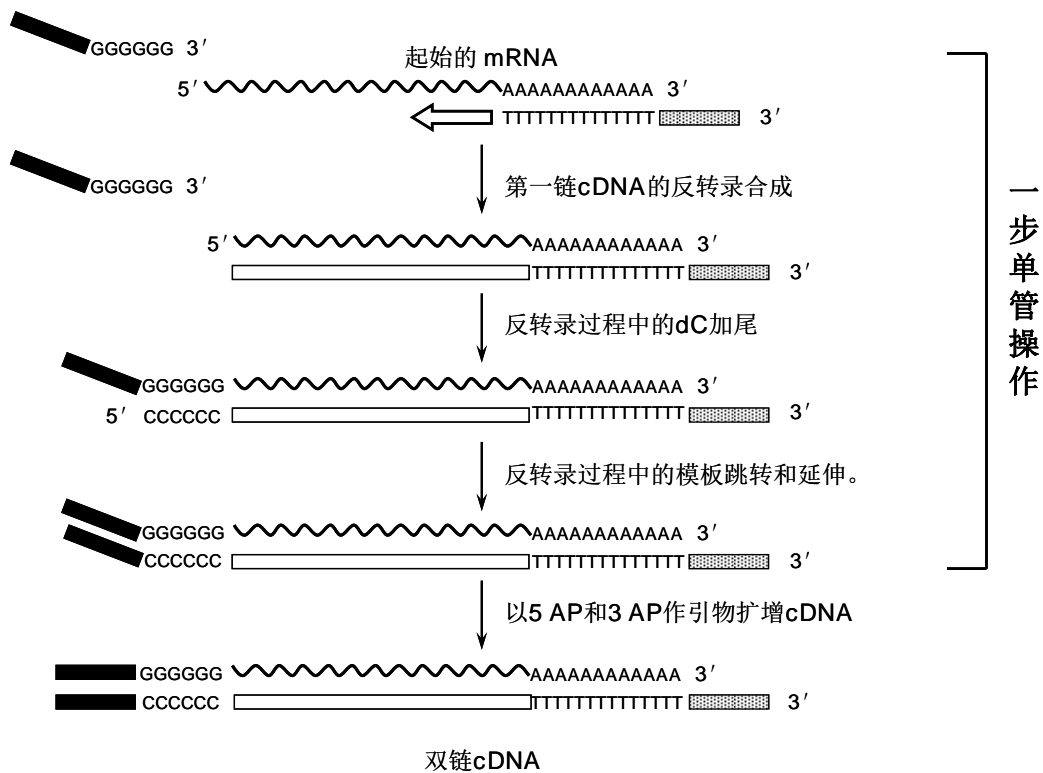 GGGGGG 3′
起始的 mRNA
5′ AAAAAAAAAAAA 3′
TTTTTTTTTTTTTT 3′
GGGGGG 3′
第一链cDNA的反转录合成
5′ AAAAAAAAAAAA 3′
TTTTTTTTTTTTTT 3′
反转录过程中的dC加尾
GGGGGG AAAAAAAAAAAA 3′
5′ CCCCCC TTTTTTTTTTTTTT 3′
反转录过程中的模板跳转和延伸。
GGGGGG AAAAAAAAAAAA 3′
CCCCCC TTTTTTTTTTTTTT 3′
以5 AP和3 AP作引物扩增cDNA
GGGGGG AAAAAAAAAAAA 3′
CCCCCC TTTTTTTTTTTTTT 3′
双链cDNA
一步单管操作